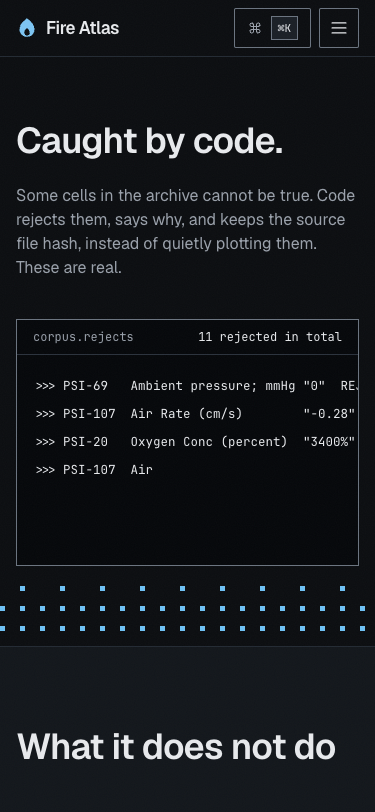 Fire Atlas
⌘ ⌘K
Caught by code.
Some cells in the archive cannot be true. Code
rejects them, says why, and keeps the source
file hash, instead of quietly plotting them.
These are real.
corpus.rejects 11 rejected in total
>>> PSI-69 Ambient pressure; mmHg "0" REJ
>>> PSI-107 Air Rate (cm/s) "-0.28"
>>> PSI-20 Oxygen Conc (percent) "3400%"
>>> PSI-107 Air
What it does not do